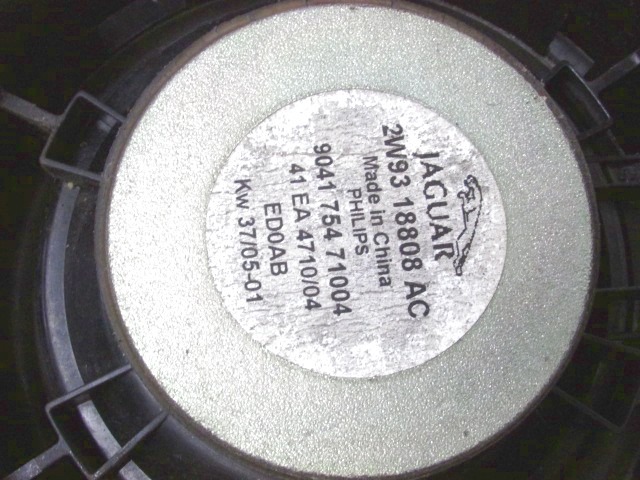 JAGUAR
2W93 18808 AC
Made in China
PHILIPS
9041 754 71004
41 EA 4710/04
ED0AB
Kw 37/05-01